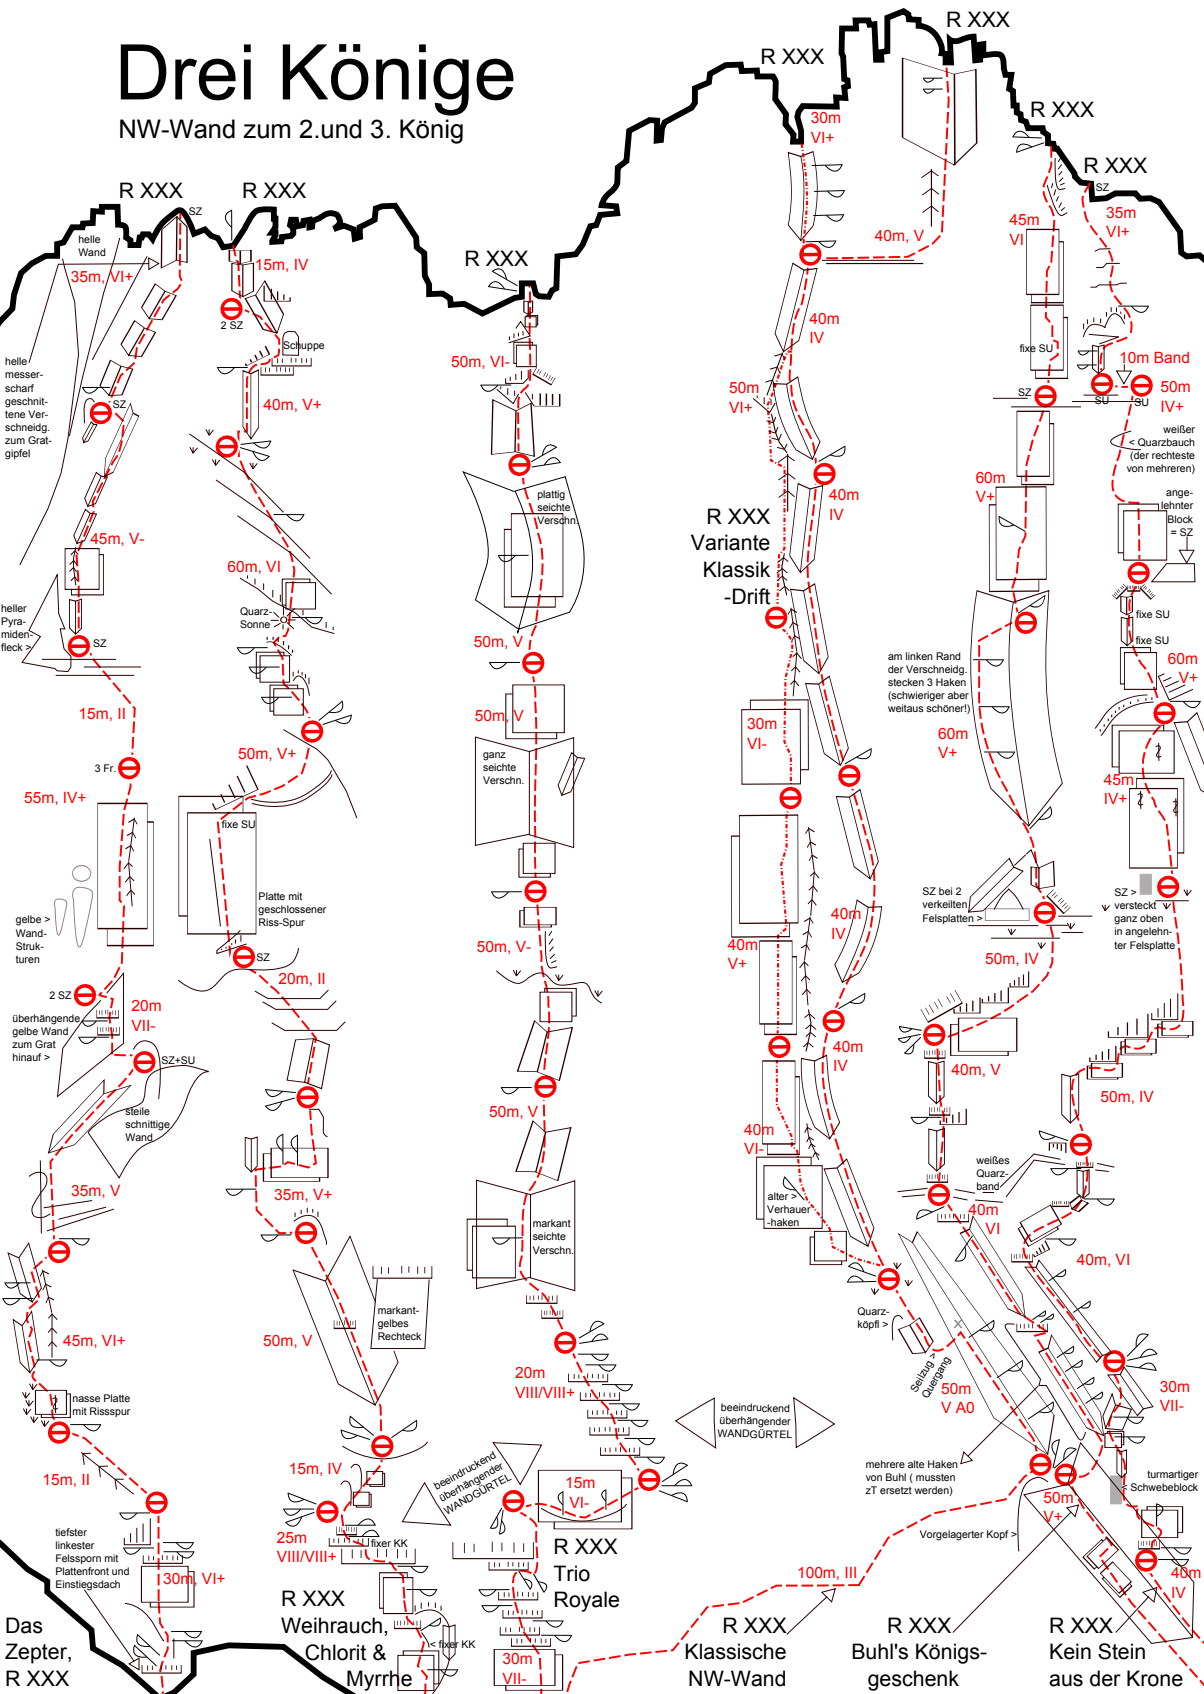 Drei Könige
NW-Wand zum 2.und 3. König
R XXX
R XXX
R XXX
R XXX
R XXX
R XXX
R XXX
R XXX
SZ
helle
Wand
35m, VI+
15m, IV
2 SZ
Schuppe
40m, V+
helle
messer-
scharf
geschnit-
tene Ver-
schneidg.
zum Grat-
gipfel
SZ
45m, V-
60m, VI
Quarz-
Sonne
heller
Pyra-
miden-
fleck >
SZ
15m, II
3 Fr.
55m, IV+
50m, V+
fixe SU
Platte mit
geschlossener
Riss-Spur
gelbe >
Wand-
Struk-
turen
SZ
20m, II
2 SZ
20m
VII-
überhängende
gelbe Wand
zum Grat
hinauf >
SZ+SU
steile
schnittige
Wand
35m, V
35m, V+
45m, VI+
50m, V
markant-
gelbes
Rechteck
nasse Platte
mit Rissspur
15m, II
15m, IV
25m
VIII/VIII+
fixer KK
tiefster
linkester
Felssporn mit
Plattenfront und
Einstiegsdach
30m, VI+
< fixer KK
Das
Zepter,
R XXX
R XXX
Weihrauch,
Chlorit &
Myrrhe
50m, VI-
plattig
seichte
Verschn.
50m, V
50m, V
ganz
seichte
Verschn.
50m, V-
50m, V
markant
seichte
Verschn.
20m
VIII/VIII+
beeindruckend
überhängender
WANDGÜRTEL
15m
VI-
R XXX
Trio
Royale
30m
VII-
beeindruckend
überhängender
WANDGÜRTEL
30m
VI+
40m, V
40m
IV
50m
VI+
40m
IV
R XXX
Variante
Klassik
-Drift
30m
VI-
40m
IV
40m
V+
40m
IV
40m
VI-
alter >
Verhauer
-haken
Quarz-
köpfl >
Seilzug >
Quergang
50m
V A0
100m, III
R XXX
Klassische
NW-Wand
45m
VI
fixe SU
SZ
60m
V+
am linken Rand
der Verschneidg.
stecken 3 Haken
(schwieriger aber
weitaus schöner!)
60m
V+
SZ bei 2
verkeilten
Felsplatten >
50m, IV
40m, V
weißes
Quarz-
band
40m
VI
mehrere alte Haken
von Buhl ( mussten
zT ersetzt werden)
50m
V+
Vorgelagerter Kopf >
R XXX
Buhl's Königs-
geschenk
SZ
35m
VI+
10m Band
SU
SU
50m
IV+
weißer
< Quarzbauch
(der rechteste
von mehreren)
ange-
lehnter
Block
= SZ
fixe SU
fixe SU
60m
V+
45m
IV+
SZ >
versteckt
ganz oben
in angelehn-
ter Felsplatte
50m, IV
40m, VI
30m
VII-
turmartiger
< Schwebeblock
40m
IV
R XXX
Kein Stein
aus der Krone